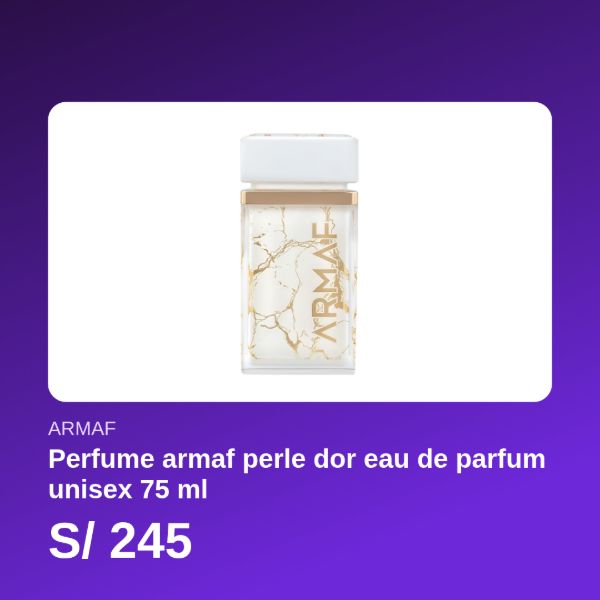 ARMAF
ARMAF
Perfume armaf perle dor eau de parfum
unisex 75 ml
S/ 245